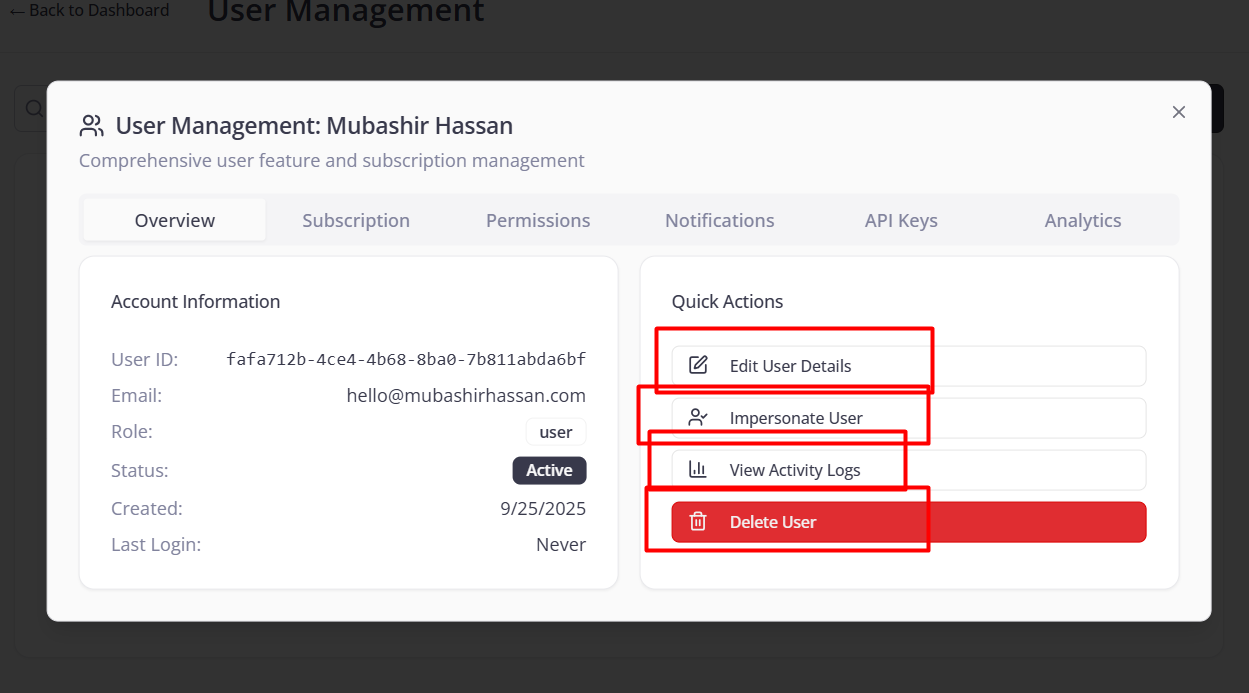 ← Back to Dashboard
User Management
User Management: Mubashir Hassan
Comprehensive user feature and subscription management
Overview
Subscription
Permissions
Notifications
API Keys
Analytics
Account Information
User ID: fafa712b-4ce4-4b68-8ba0-7b811abda6bf
Email: hello@mubashirhassan.com
Role: user
Status: Active
Created: 9/25/2025
Last Login: Never
Quick Actions
Edit User Details
Impersonate User
View Activity Logs
Delete User